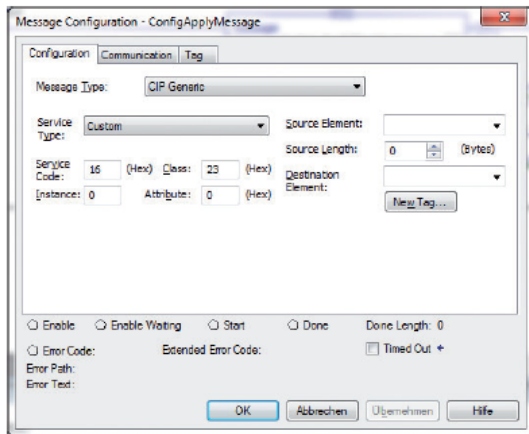 Message Configuration - ConfigApplyMessage
Configuration Communication Tag
Message Type: CIP Generic
Service Type: Custom
Source Element:
Source Length: 0 (Bytes)
Service Code: 16 (Hex) Class: 23 (Hex)
Destination Element:
Instance: 0 Attribute: 0 (Hex)
New Tag...
Enable Enable Waiting Start Done Done Length: 0
Error Code: Extended Error Code: Timed Out
Error Path:
Error Text:
OK Abbrechen Übernehmen Hilfe